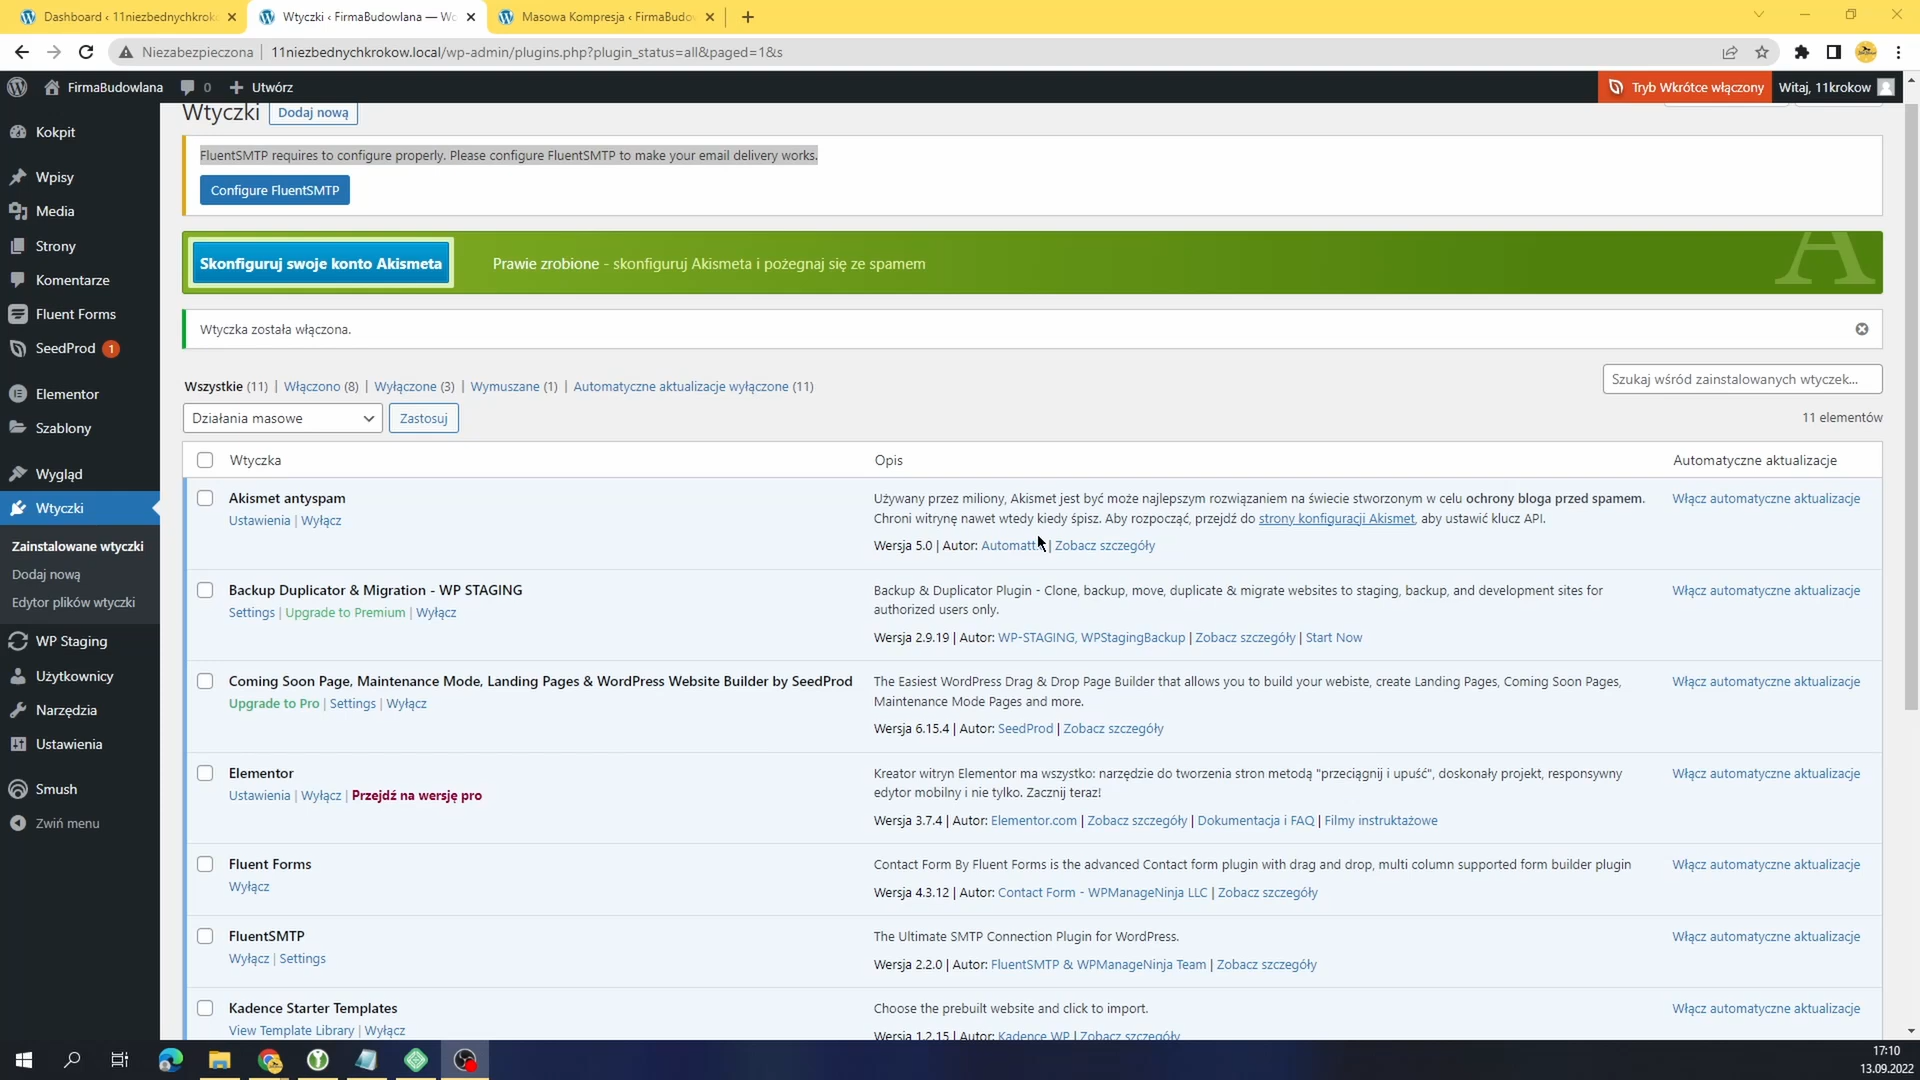 Dashboard ‹ 11niezbednychkrok
Wtyczki ‹ FirmaBudowlana — Wo
Masowa Kompresja ‹ FirmaBudo
Niezabezpieczona | 11niezbednychkrokow.local/wp-admin/plugins.php?plugin_status=all&paged=1&s
FirmaBudowlana 0 + Utwórz
Tryb Wkrótce włączony Witaj, 11krokow
Kokpit
Wpisy
Media
Strony
Komentarze
Fluent Forms
SeedProd 1
Elementor
Szablony
Wygląd
Wtyczki
Zainstalowane wtyczki
Dodaj nową
Edytor plików wtyczki
WP Staging
Użytkownicy
Narzędzia
Ustawienia
Smush
Zwiń menu
Wtyczki Dodaj nową
FluentSMTP requires to configure properly. Please configure FluentSMTP to make your email delivery works.
Configure FluentSMTP
Skonfiguruj swoje konto Akismeta Prawie zrobione - skonfiguruj Akismeta i pożegnaj się ze spamem
A
Wtyczka została włączona.
Wszystkie (11) | Włączono (8) | Wyłączone (3) | Wymuszane (1) | Automatyczne aktualizacje wyłączone (11)
Szukaj wśród zainstalowanych wtyczek...
Działania masowe Zastosuj
11 elementów
Wtyczka Opis Automatyczne aktualizacje
Akismet antyspam
Ustawienia | Wyłącz
Używany przez miliony, Akismet jest być może najlepszym rozwiązaniem na świecie stworzonym w celu ochrony bloga przed spamem.
Chroni witrynę nawet wtedy kiedy śpisz. Aby rozpocząć, przejdź do strony konfiguracji Akismet, aby ustawić klucz API.
Wersja 5.0 | Autor: Automatt | Zobacz szczegóły
Włącz automatyczne aktualizacje
Backup Duplicator & Migration - WP STAGING
Settings | Upgrade to Premium | Wyłącz
Backup & Duplicator Plugin - Clone, backup, move, duplicate & migrate websites to staging, backup, and development sites for
authorized users only.
Wersja 2.9.19 | Autor: WP-STAGING, WPStagingBackup | Zobacz szczegóły | Start Now
Włącz automatyczne aktualizacje
Coming Soon Page, Maintenance Mode, Landing Pages & WordPress Website Builder by SeedProd
Upgrade to Pro | Settings | Wyłącz
The Easiest WordPress Drag & Drop Page Builder that allows you to build your webiste, create Landing Pages, Coming Soon Pages,
Maintenance Mode Pages and more.
Wersja 6.15.4 | Autor: SeedProd | Zobacz szczegóły
Włącz automatyczne aktualizacje
Elementor
Ustawienia | Wyłącz | Przejdź na wersję pro
Kreator witryn Elementor ma wszystko: narzędzie do tworzenia stron metodą "przeciągnij i upuść", doskonały projekt, responsywny
edytor mobilny i nie tylko. Zacznij teraz!
Wersja 3.7.4 | Autor: Elementor.com | Zobacz szczegóły | Dokumentacja i FAQ | Filmy instruktażowe
Włącz automatyczne aktualizacje
Fluent Forms
Wyłącz
Contact Form By Fluent Forms is the advanced Contact form plugin with drag and drop, multi column supported form builder plugin
Wersja 4.3.12 | Autor: Contact Form - WPManageNinja LLC | Zobacz szczegóły
Włącz automatyczne aktualizacje
FluentSMTP
Wyłącz | Settings
The Ultimate SMTP Connection Plugin for WordPress.
Wersja 2.2.0 | Autor: FluentSMTP & WPManageNinja Team | Zobacz szczegóły
Włącz automatyczne aktualizacje
Kadence Starter Templates
View Template Library | Wyłącz
Choose the prebuilt website and click to import.
Wersja 1.2.15 | Autor: Kadence WP | Zobacz szczegóły
Włącz automatyczne aktualizacje
17:10
13.09.2022